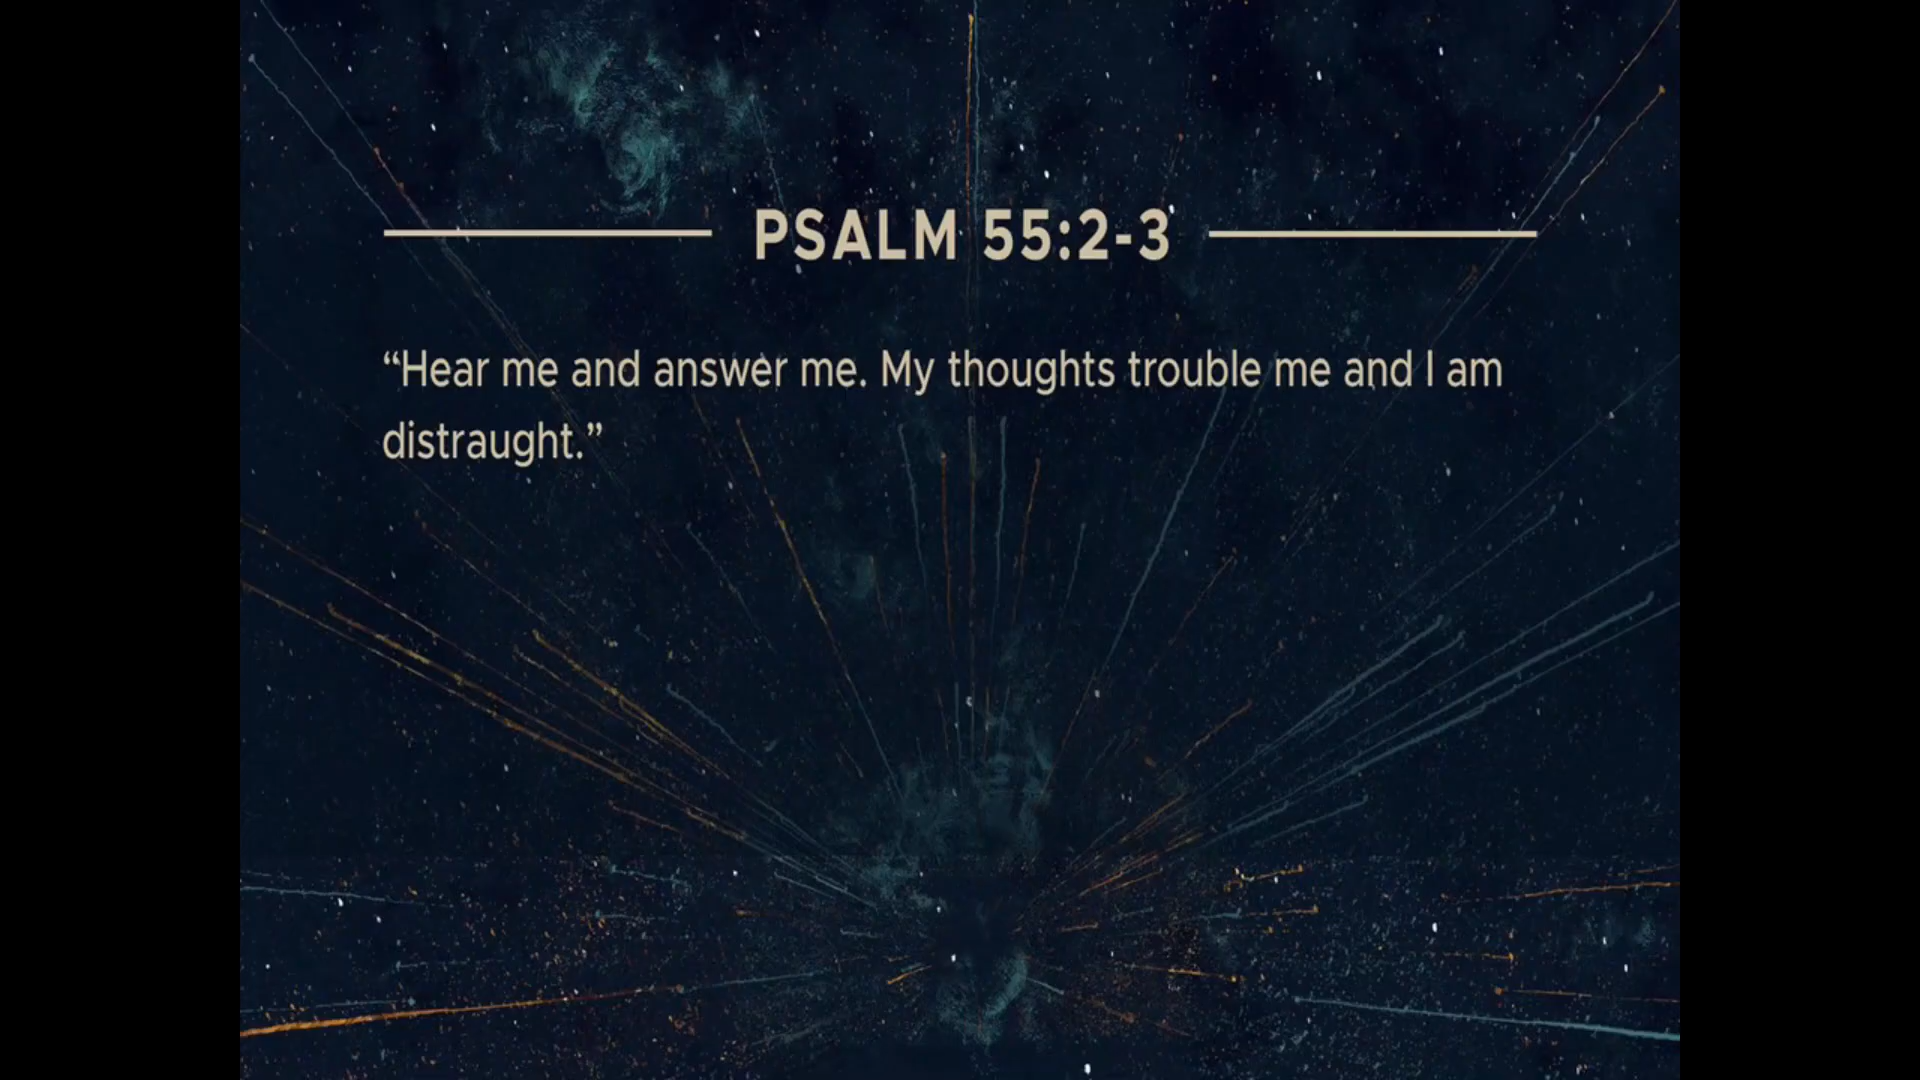 PSALM 55:2-3
“Hear me and answer me. My thoughts trouble me and I am
distraught.”